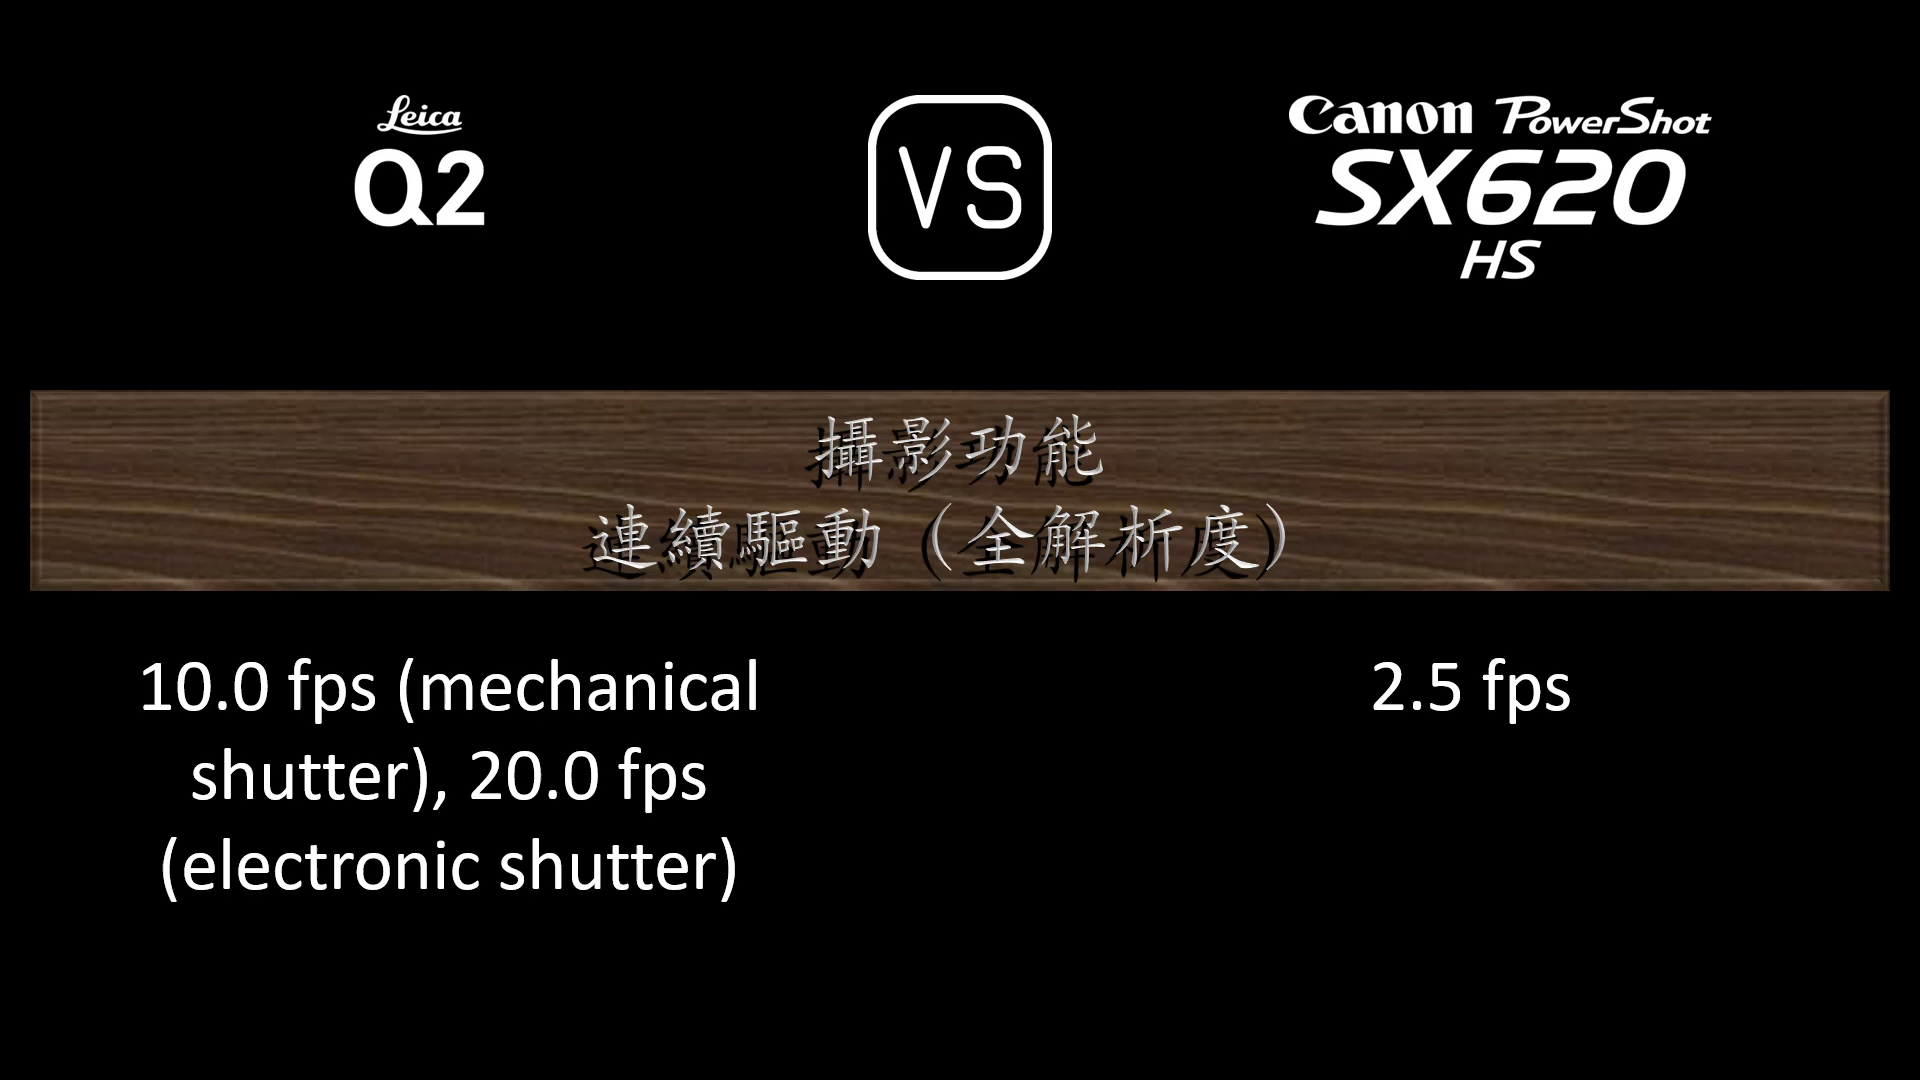 Leica
Q2
VS
Canon PowerShot
SX620
HS
攝影功能
連續驅動（全解析度）
10.0 fps (mechanical
shutter), 20.0 fps
(electronic shutter)
2.5 fps